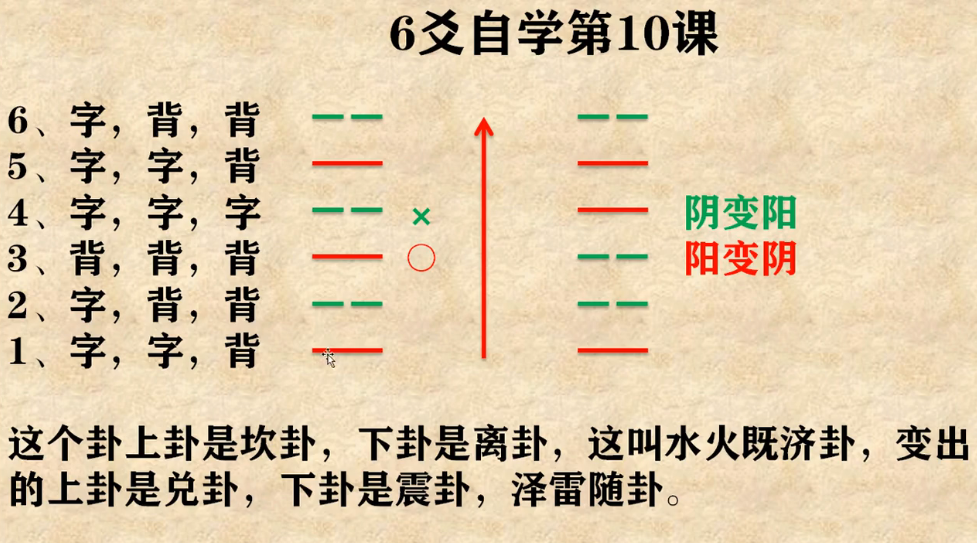 6爻自学第10课
6、字，背，背
5、字，字，背
4、字，字，字 ×
阴变阳
3、背，背，背 ○
阳变阴
2、字，背，背
1、字，字，背
这个卦上卦是坎卦，下卦是离卦，这叫水火既济卦，变出
的上卦是兑卦，下卦是震卦，泽雷随卦。